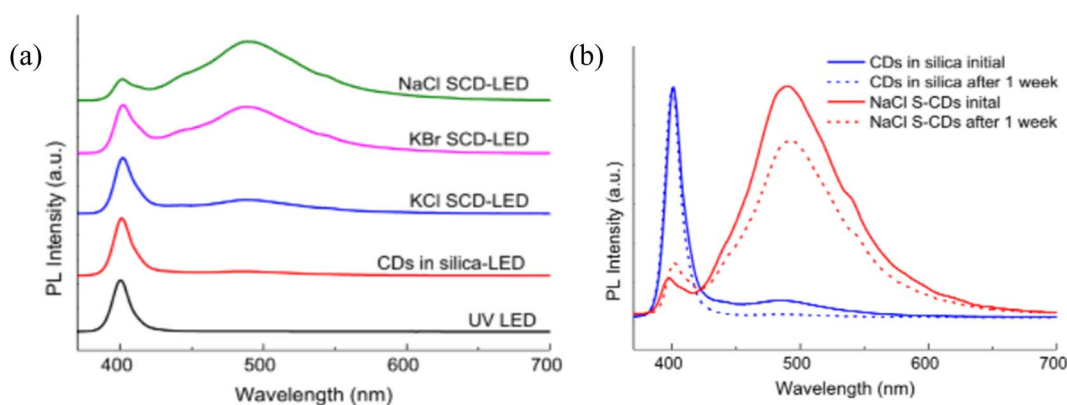 (a)
NaCl SCD-LED
KBr SCD-LED
KCl SCD-LED
CDs in silica-LED
UV LED
PL Intensity (a.u.)
400 500 600 700
Wavelength (nm)
(b)
CDs in silica initial
CDs in silica after 1 week
NaCl S-CDs inital
NaCl S-CDs after 1 week
PL Intensity (a.u.)
400 500 600 700
Wavelength (nm)